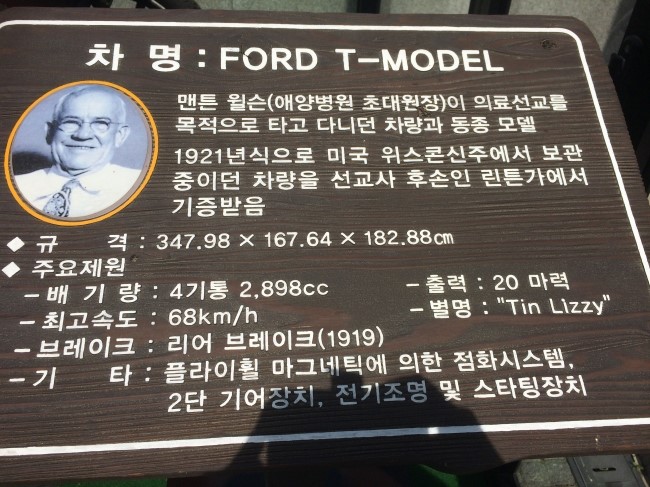 차 명 : FORD T-MODEL
맨튼 윌슨(애양병원 초대원장)이 의료선교를
목적으로 타고 다니던 차량과 동종 모델
1921년식으로 미국 위스콘신주에서 보관
중이던 차량을 선교사 후손인 린튼가에서
기증받음
◆ 규 격 : 347.98 × 167.64 × 182.88㎝
◆ 주요제원
- 배 기 량 : 4기통 2,898cc - 출력 : 20 마력
- 최고속도 : 68km/h - 별명 : "Tin LIzzy"
- 브레이크 : 리어 브레이크(1919)
- 기 타 : 플라이휠 마그네틱에 의한 점화시스템,
2단 기어장치, 전기조명 및 스타팅장치